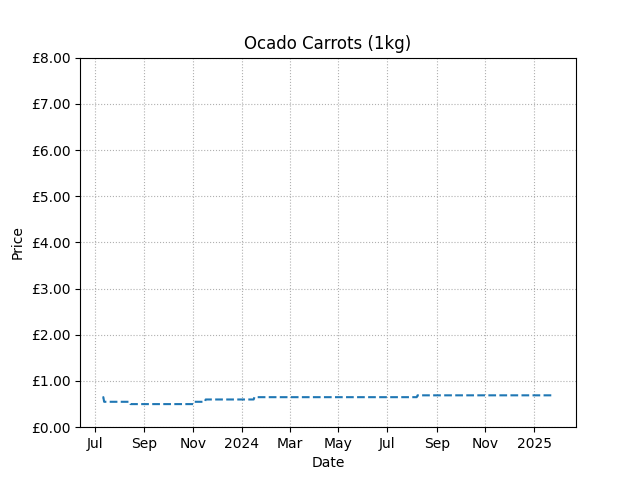 Ocado Carrots (1kg)
£8.00
£7.00
£6.00
£5.00
£4.00
£3.00
£2.00
£1.00
£0.00
Price
Jul Sep Nov 2024 Mar May Jul Sep Nov 2025
Date